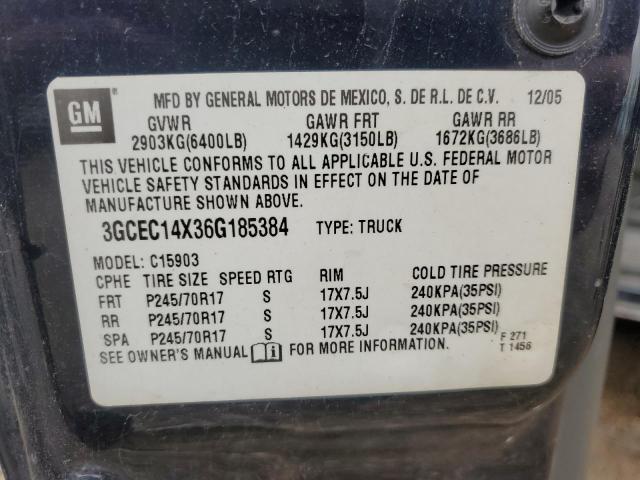 GM
MFD BY GENERAL MOTORS DE MEXICO, S. DE R.L. DE C.V. 12/05
GVWR GAWR FRT GAWR RR
2903KG(6400LB) 1429KG(3150LB) 1672KG(3686LB)
THIS VEHICLE CONFORMS TO ALL APPLICABLE U.S. FEDERAL MOTOR
VEHICLE SAFETY STANDARDS IN EFFECT ON THE DATE OF
MANUFACTURE SHOWN ABOVE.
3GCEC14X36G185384 TYPE: TRUCK
MODEL: C15903
CPHE TIRE SIZE SPEED RTG RIM COLD TIRE PRESSURE
FRT P245/70R17 S 17X7.5J 240KPA(35PSI)
RR P245/70R17 S 17X7.5J 240KPA(35PSI)
SPA P245/70R17 S 17X7.5J 240KPA(35PSI)
SEE OWNER'S MANUAL FOR MORE INFORMATION.
F 271
T 1456